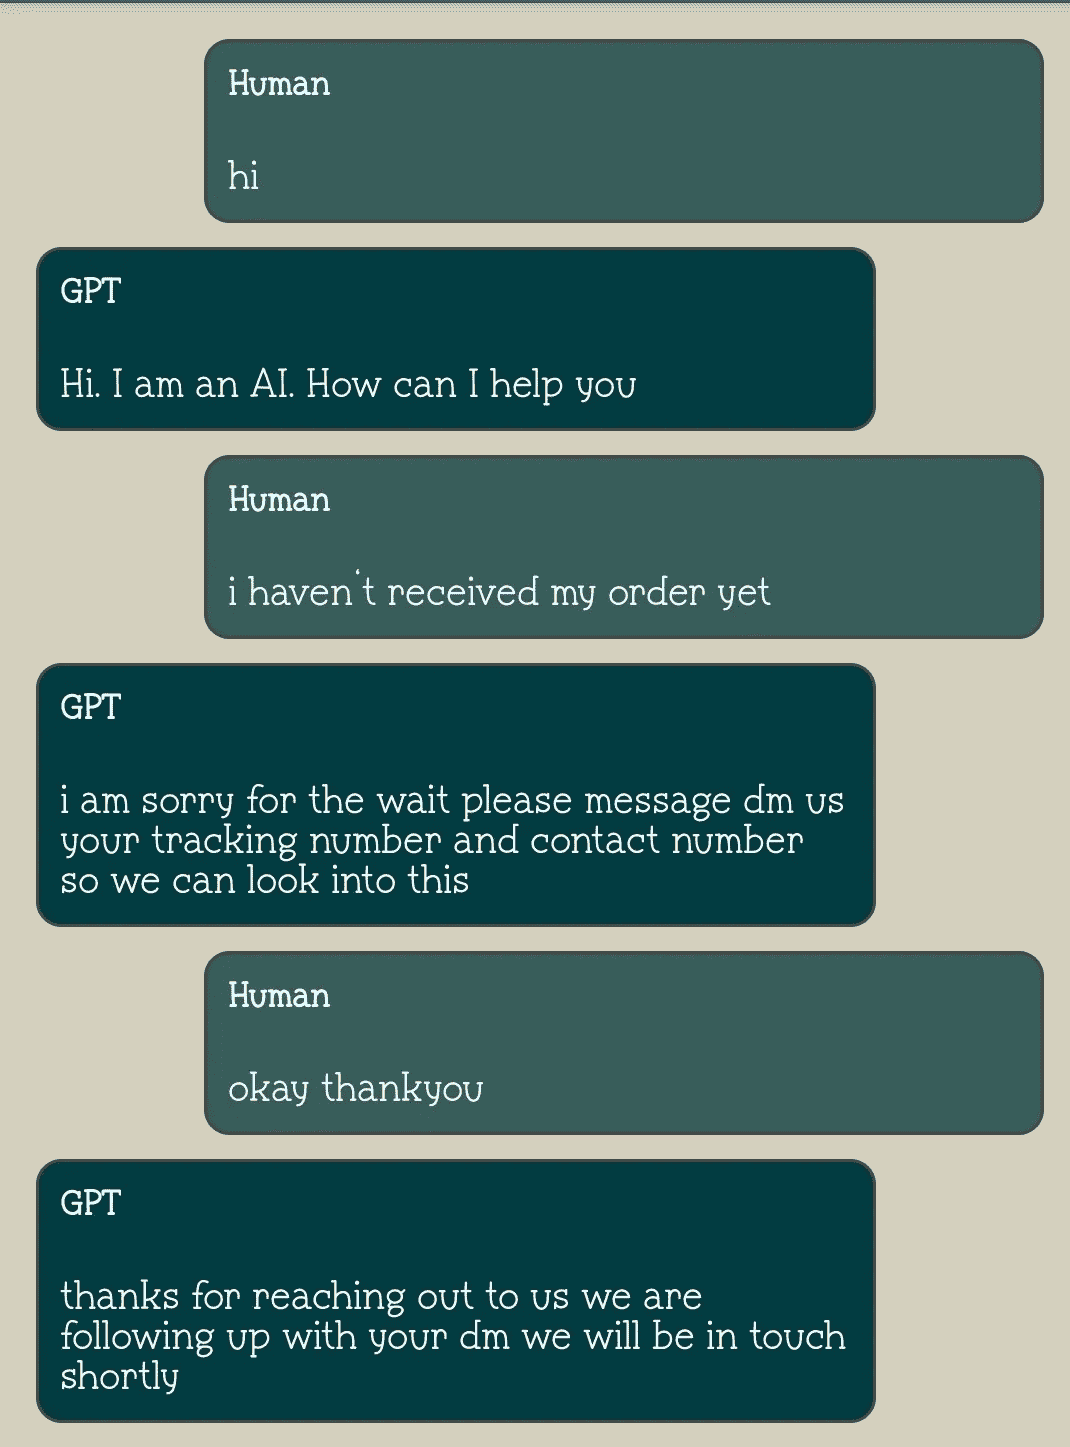 Human
hi
GPT
Hi. I am an AI. How can I help you
Human
i haven't received my order yet
GPT
i am sorry for the wait please message dm us
your tracking number and contact number
so we can look into this
Human
okay thankyou
GPT
thanks for reaching out to us we are
following up with your dm we will be in touch
shortly